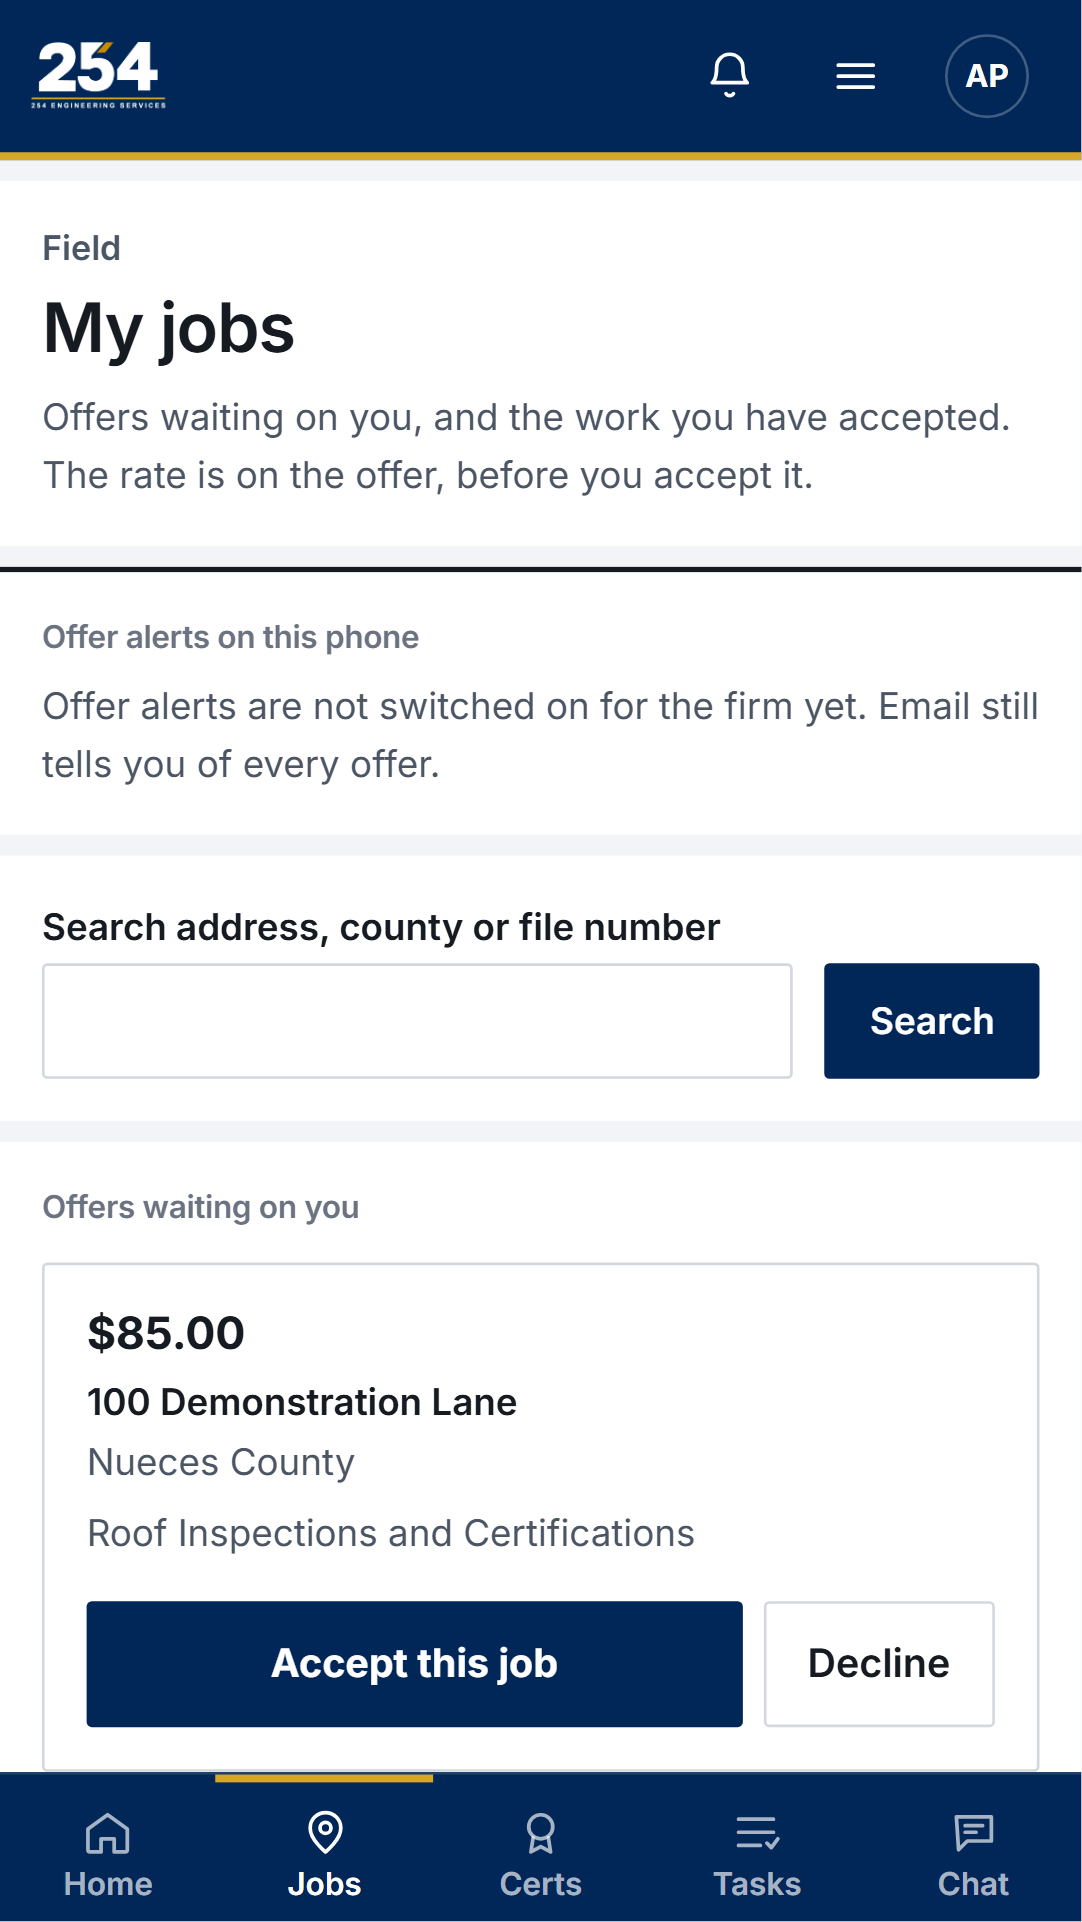 254
254 ENGINEERING SERVICES
AP
Field
My jobs
Offers waiting on you, and the work you have accepted.
The rate is on the offer, before you accept it.
Offer alerts on this phone
Offer alerts are not switched on for the firm yet. Email still
tells you of every offer.
Search address, county or file number
Search
Offers waiting on you
$85.00
100 Demonstration Lane
Nueces County
Roof Inspections and Certifications
Accept this job
Decline
Home
Jobs
Certs
Tasks
Chat